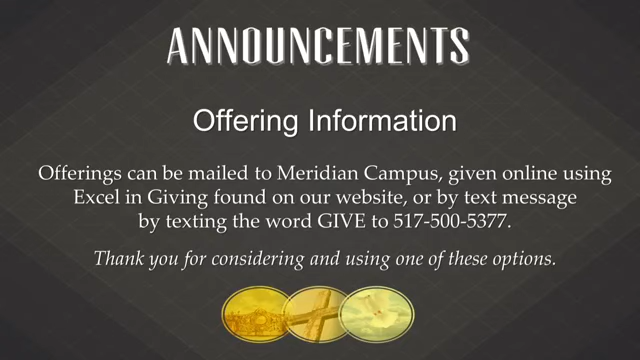 ANNOUNCEMENTS
Offering Information
Offerings can be mailed to Meridian Campus, given online using
Excel in Giving found on our website, or by text message
by texting the word GIVE to 517-500-5377.
Thank you for considering and using one of these options.